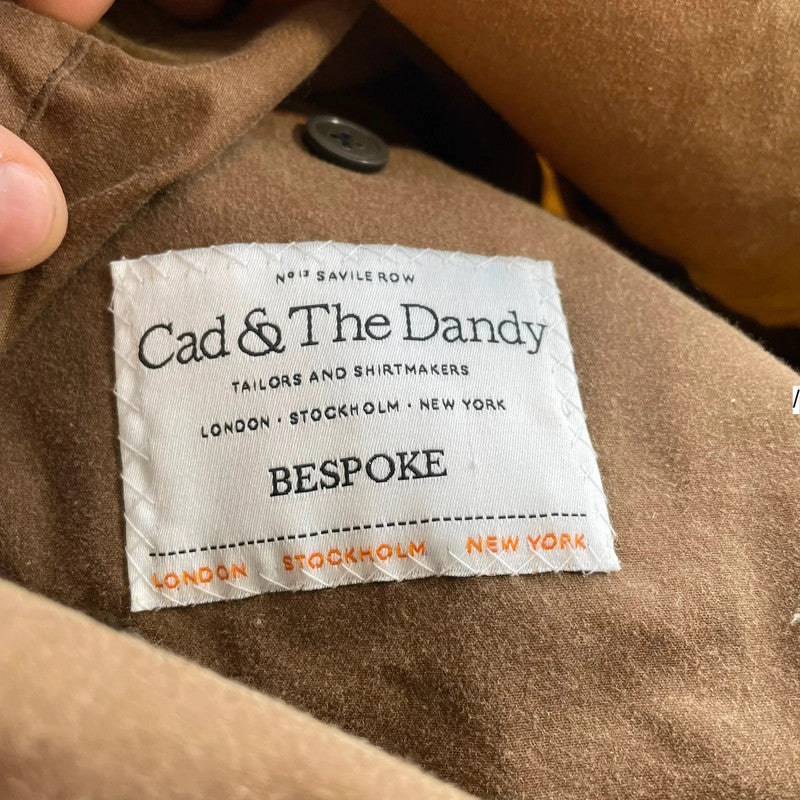 Nº 13 SAVILE ROW
Cad & The Dandy
TAILORS AND SHIRTMAKERS
LONDON · STOCKHOLM · NEW YORK
BESPOKE
LONDON STOCKHOLM NEW YORK